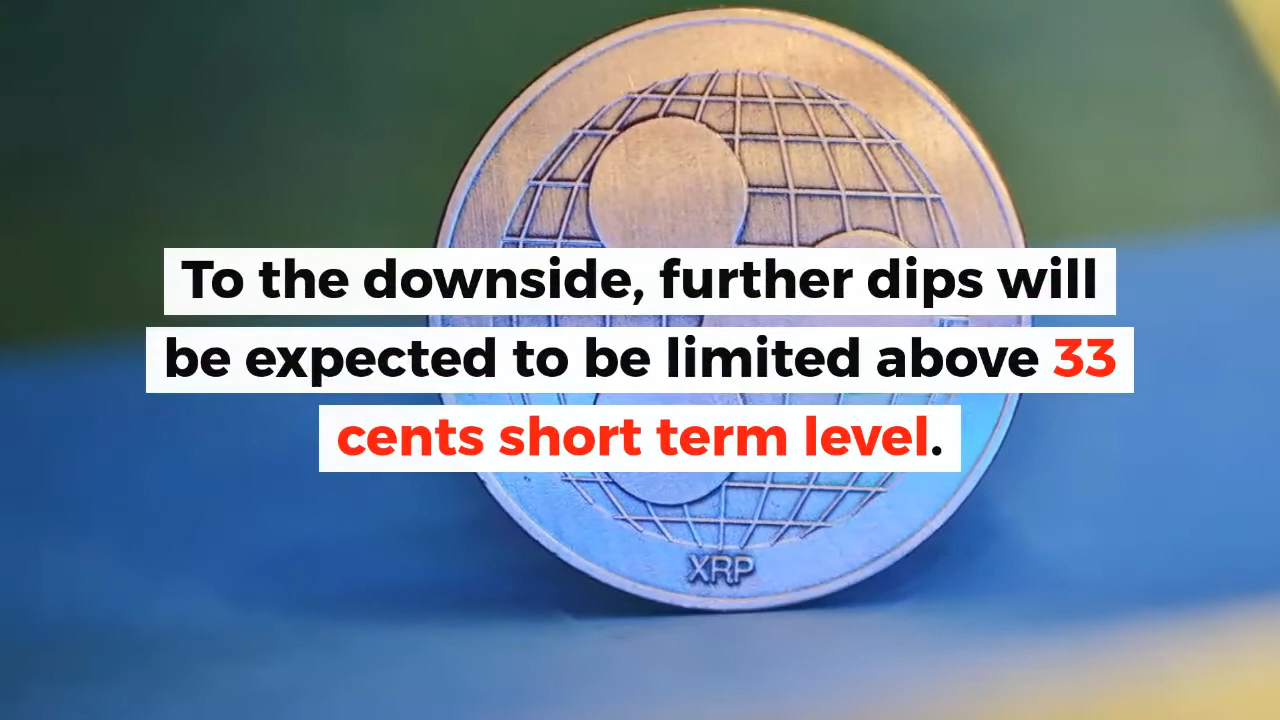 To the downside, further dips will
be expected to be limited above 33
cents short term level.
XRP